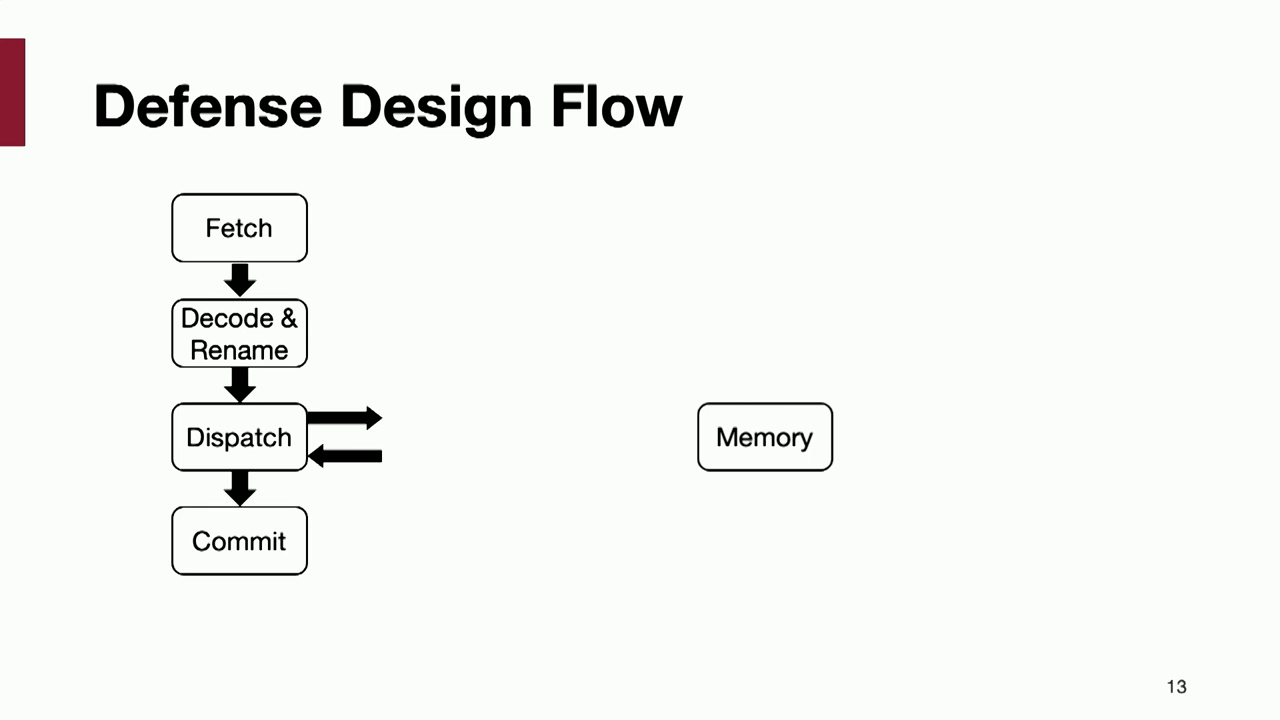 Defense Design Flow
Fetch
Decode &
Rename
Dispatch
Memory
Commit
13